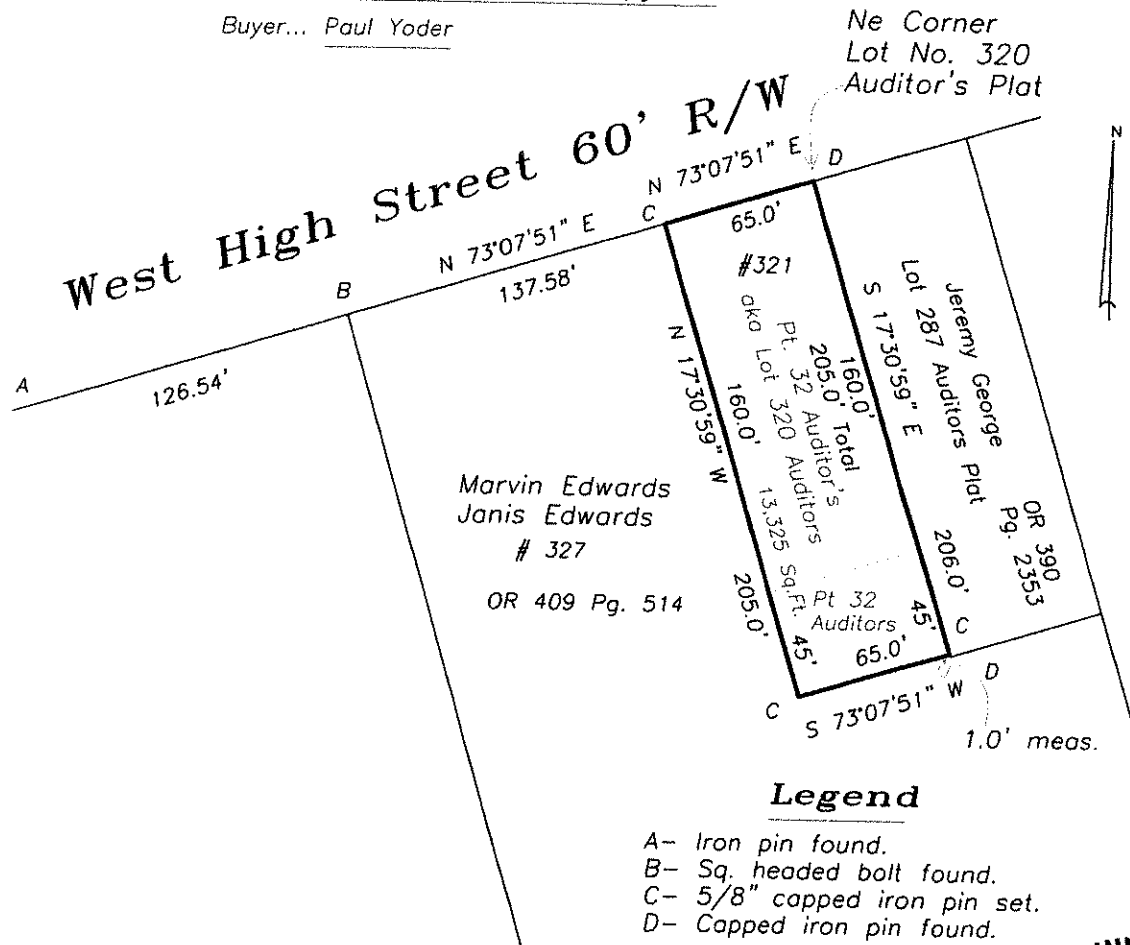 Buyer... Paul Yoder
Ne Corner
Lot No. 320
Auditor's Plat
West High Street 60' R/W
N
N 73°07'51" E
D
C
65.0'
N 73°07'51" E
137.58'
B
A
126.54'
#321
Pt. 32 Auditor's
aka Lot 320 Auditors
13,325 Sq.Ft.
N 17°30'59" W
160.0'
205.0'
45'
160.0'
205.0' Total
S 17°30'59" E
206.0'
45'
Jeremy George
Lot 287 Auditors Plat
OR 390
Pg. 2353
Marvin Edwards
Janis Edwards
# 327
OR 409 Pg. 514
Pt 32
Auditors
65.0'
C
D
C
S 73°07'51" W
1.0' meas.
Legend
A- Iron pin found.
B- Sq. headed bolt found.
C- 5/8" capped iron pin set.
D- Capped iron pin found.